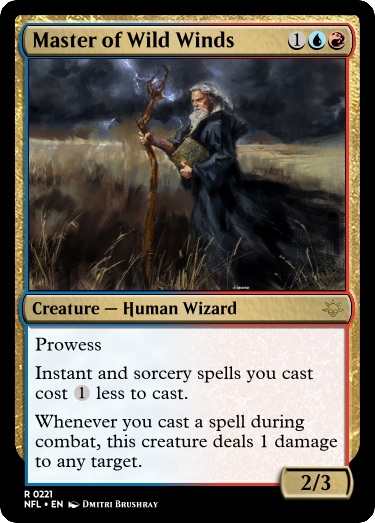 Master of Wild Winds 1
Creature — Human Wizard
Prowess
Instant and sorcery spells you cast
cost 1 less to cast.
Whenever you cast a spell during
combat, this creature deals 1 damage
to any target.
2/3
R 0221
NFL • EN Dmitri Brushray